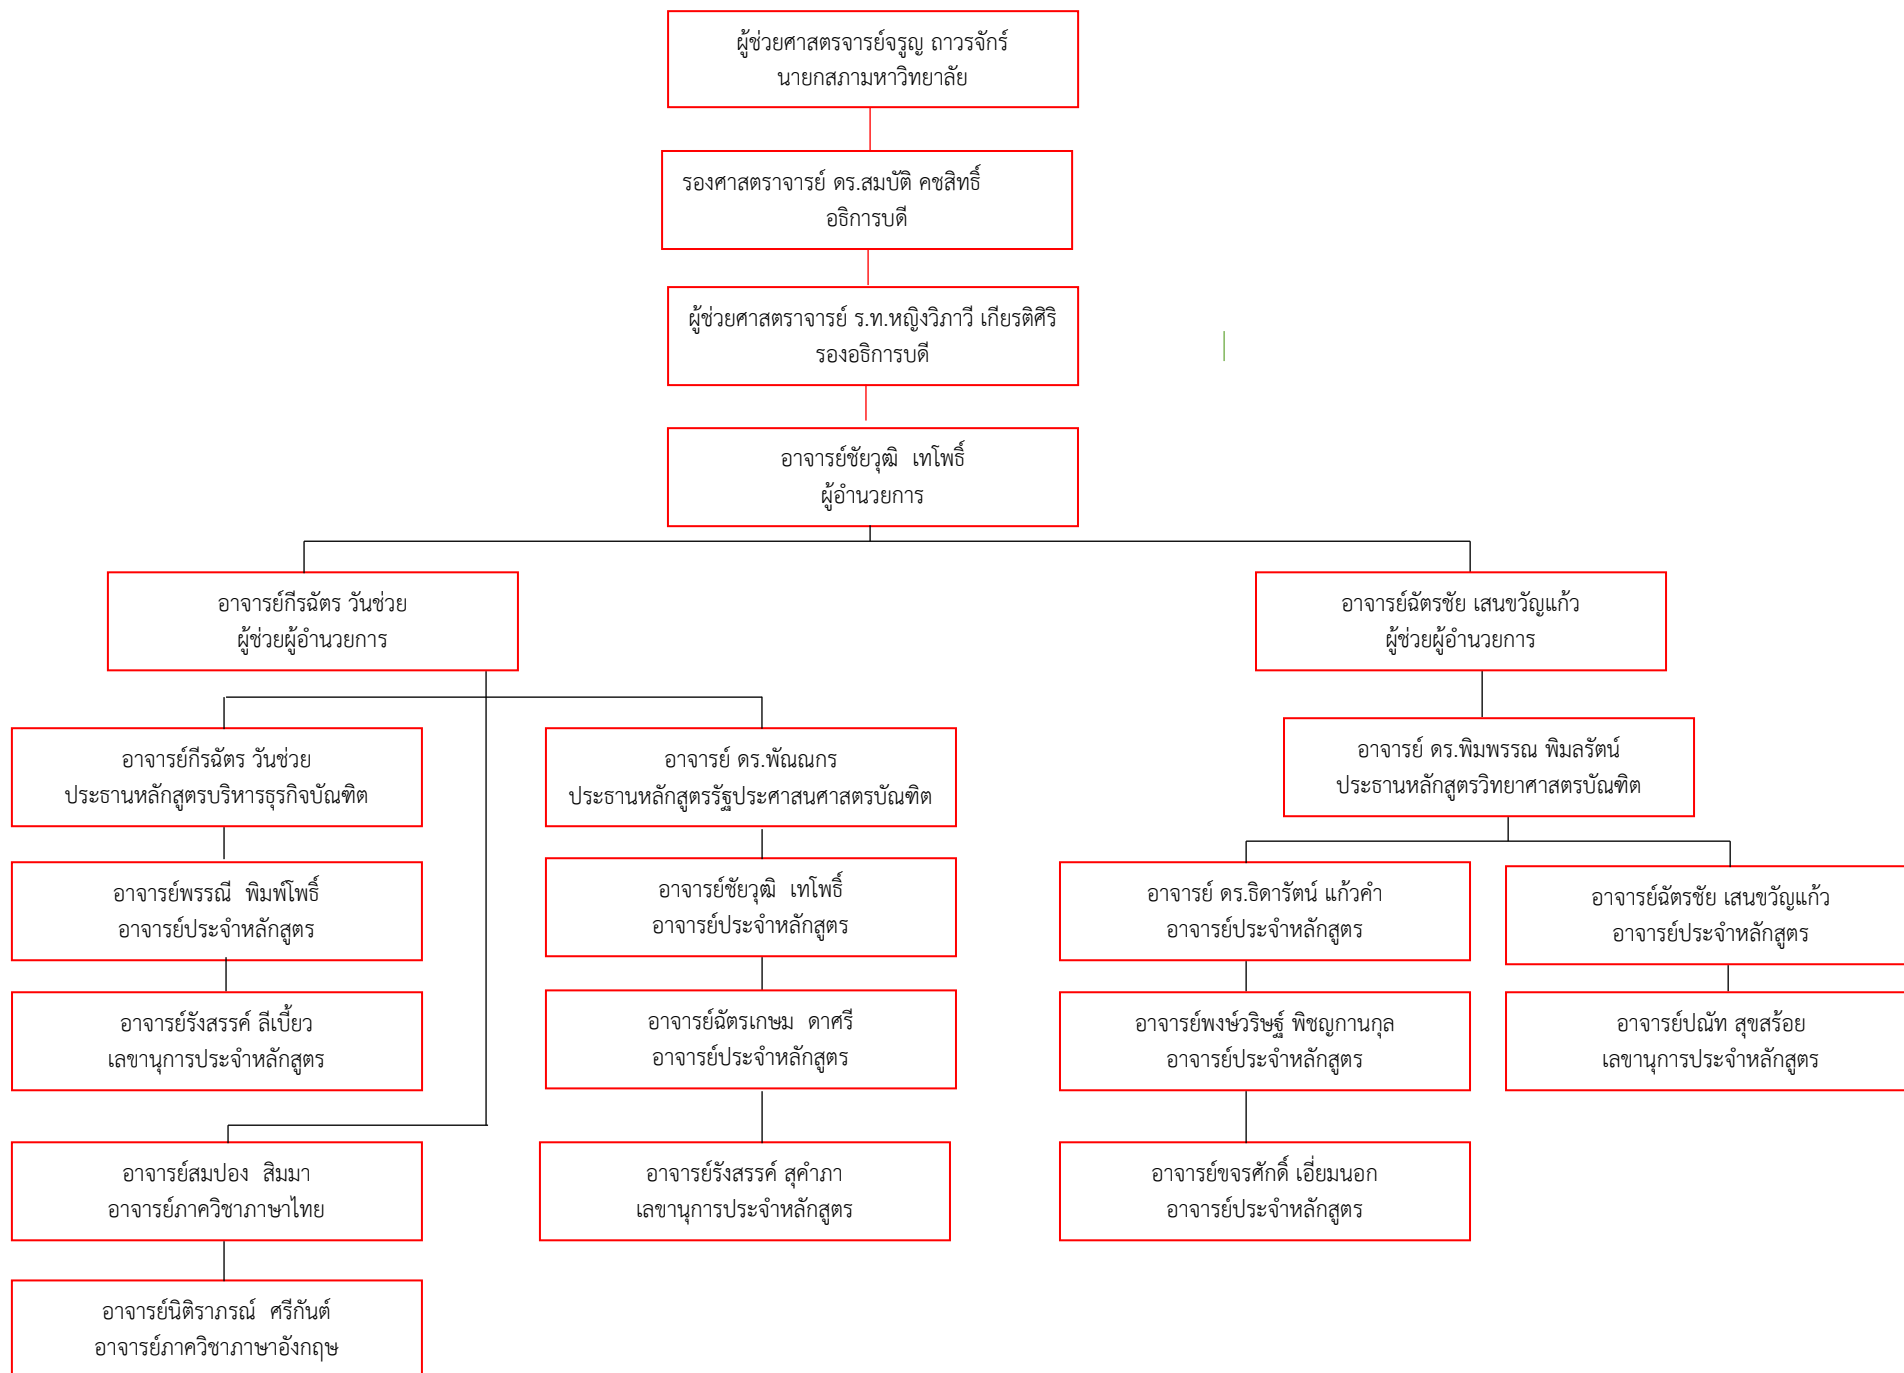 ผู้ช่วยศาสตรจารย์จรูญ ถาวรจักร์
นายกสภามหาวิทยาลัย
รองศาสตราจารย์ ดร.สมบัติ คชสิทธิ์
อธิการบดี
ผู้ช่วยศาสตราจารย์ ร.ท.หญิงวิภาวี เกียรติศิริ
รองอธิการบดี
อาจารย์ชัยวุฒิ เทโพธิ์
ผู้อำนวยการ
อาจารย์กีรฉัตร วันช่วย
ผู้ช่วยผู้อำนวยการ
อาจารย์ฉัตรชัย เสนขวัญแก้ว
ผู้ช่วยผู้อำนวยการ
อาจารย์กีรฉัตร วันช่วย
ประธานหลักสูตรบริหารธุรกิจบัณฑิต
อาจารย์ ดร.พัณณกร
ประธานหลักสูตรรัฐประศาสนศาสตรบัณฑิต
อาจารย์ ดร.พิมพรรณ พิมลรัตน์
ประธานหลักสูตรวิทยาศาสตรบัณฑิต
อาจารย์พรรณี พิมพ์โพธิ์
อาจารย์ประจำหลักสูตร
อาจารย์ชัยวุฒิ เทโพธิ์
อาจารย์ประจำหลักสูตร
อาจารย์ ดร.ธิดารัตน์ แก้วคำ
อาจารย์ประจำหลักสูตร
อาจารย์ฉัตรชัย เสนขวัญแก้ว
อาจารย์ประจำหลักสูตร
อาจารย์รังสรรค์ ลีเบี้ยว
เลขานุการประจำหลักสูตร
อาจารย์ฉัตรเกษม ดาศรี
อาจารย์ประจำหลักสูตร
อาจารย์พงษ์วริษฐ์ พิชญกานกุล
อาจารย์ประจำหลักสูตร
อาจารย์ปณัท สุขสร้อย
เลขานุการประจำหลักสูตร
อาจารย์สมปอง สิมมา
อาจารย์ภาควิชาภาษาไทย
อาจารย์รังสรรค์ สุคำภา
เลขานุการประจำหลักสูตร
อาจารย์ขจรศักดิ์ เอี่ยมนอก
อาจารย์ประจำหลักสูตร
อาจารย์นิติราภรณ์ ศรีกันต์
อาจารย์ภาควิชาภาษาอังกฤษ